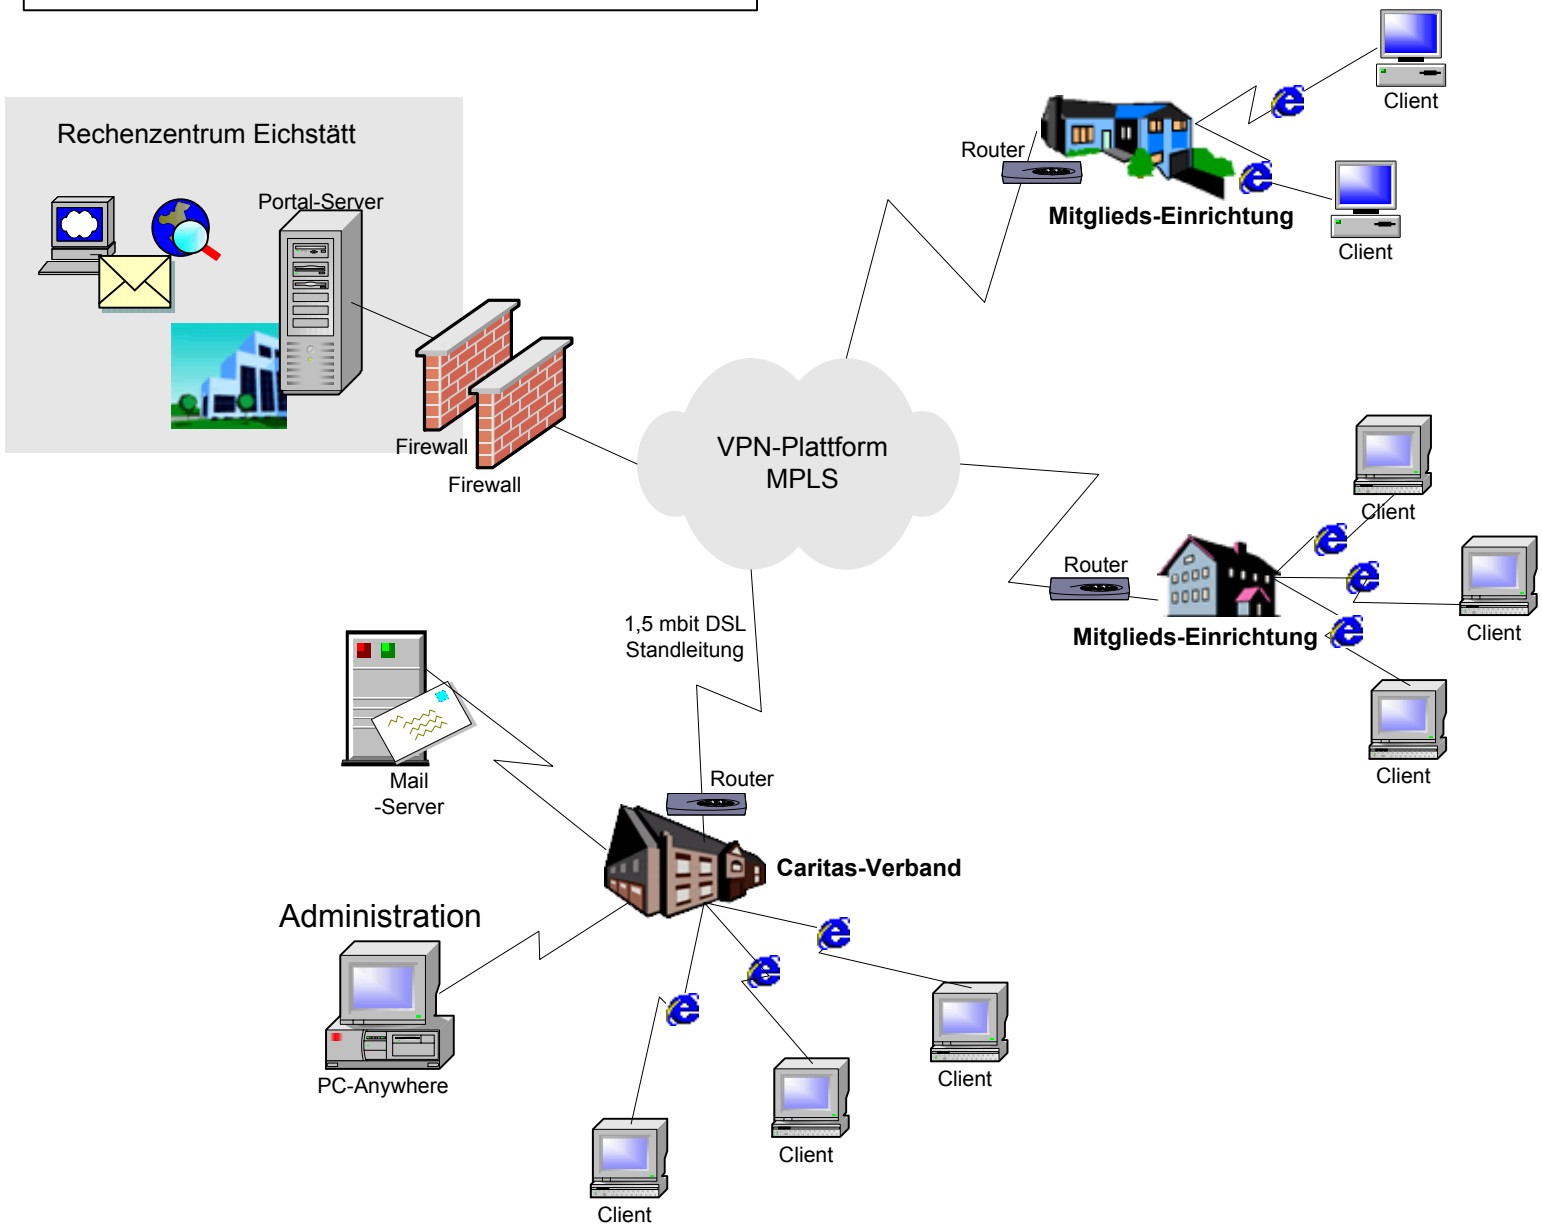 Rechenzentrum Eichstätt
Portal-Server
Firewall
Firewall
VPN-Plattform
MPLS
Router
Mitglieds-Einrichtung
Client
Client
Router
Mitglieds-Einrichtung
Client
Client
Client
1,5 mbit DSL
Standleitung
Mail
-Server
Router
Caritas-Verband
Administration
PC-Anywhere
Client
Client
Client